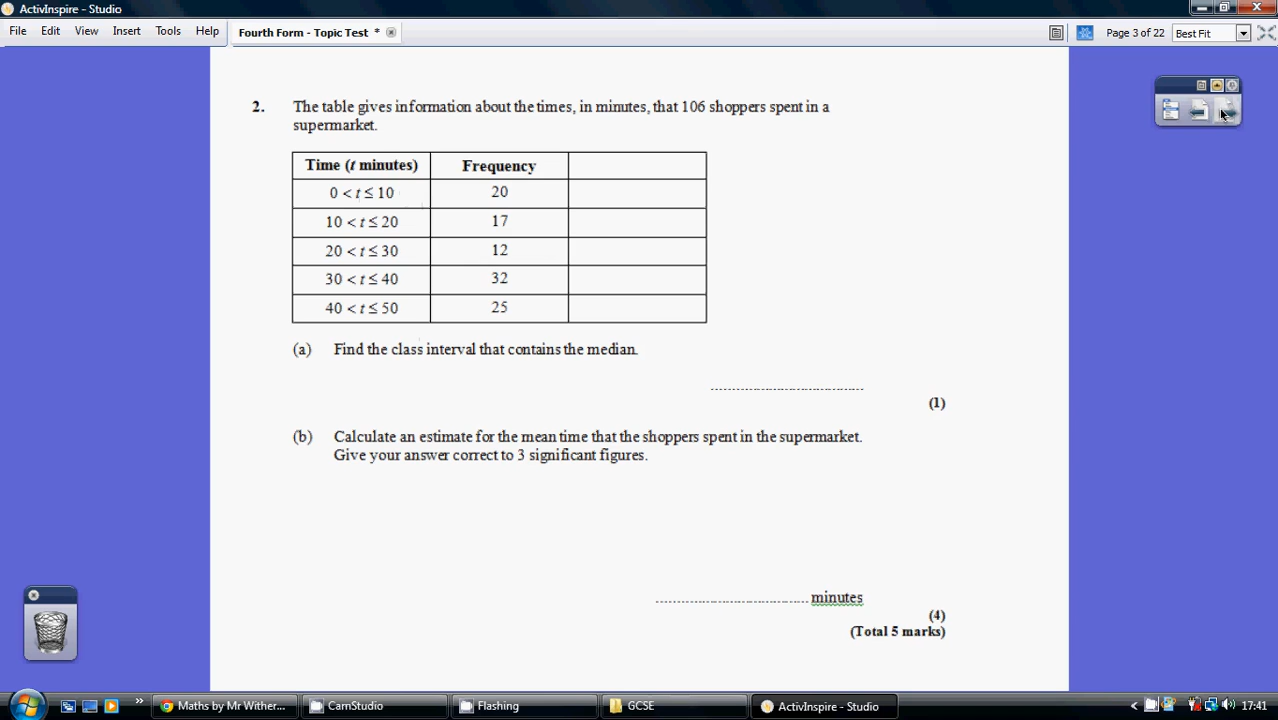 ActivInspire - Studio
File Edit View Insert Tools Help Fourth Form - Topic Test * Page 3 of 22 Best Fit
2. The table gives information about the times, in minutes, that 106 shoppers spent in a
supermarket.
Time (t minutes) Frequency
0 < t ≤ 10 20
10 < t ≤ 20 17
20 < t ≤ 30 12
30 < t ≤ 40 32
40 < t ≤ 50 25
(a) Find the class interval that contains the median.
(1)
(b) Calculate an estimate for the mean time that the shoppers spent in the supermarket.
Give your answer correct to 3 significant figures.
minutes
(4)
(Total 5 marks)
Maths by Mr Wither... CamStudio Flashing GCSE ActivInspire - Studio 17:41